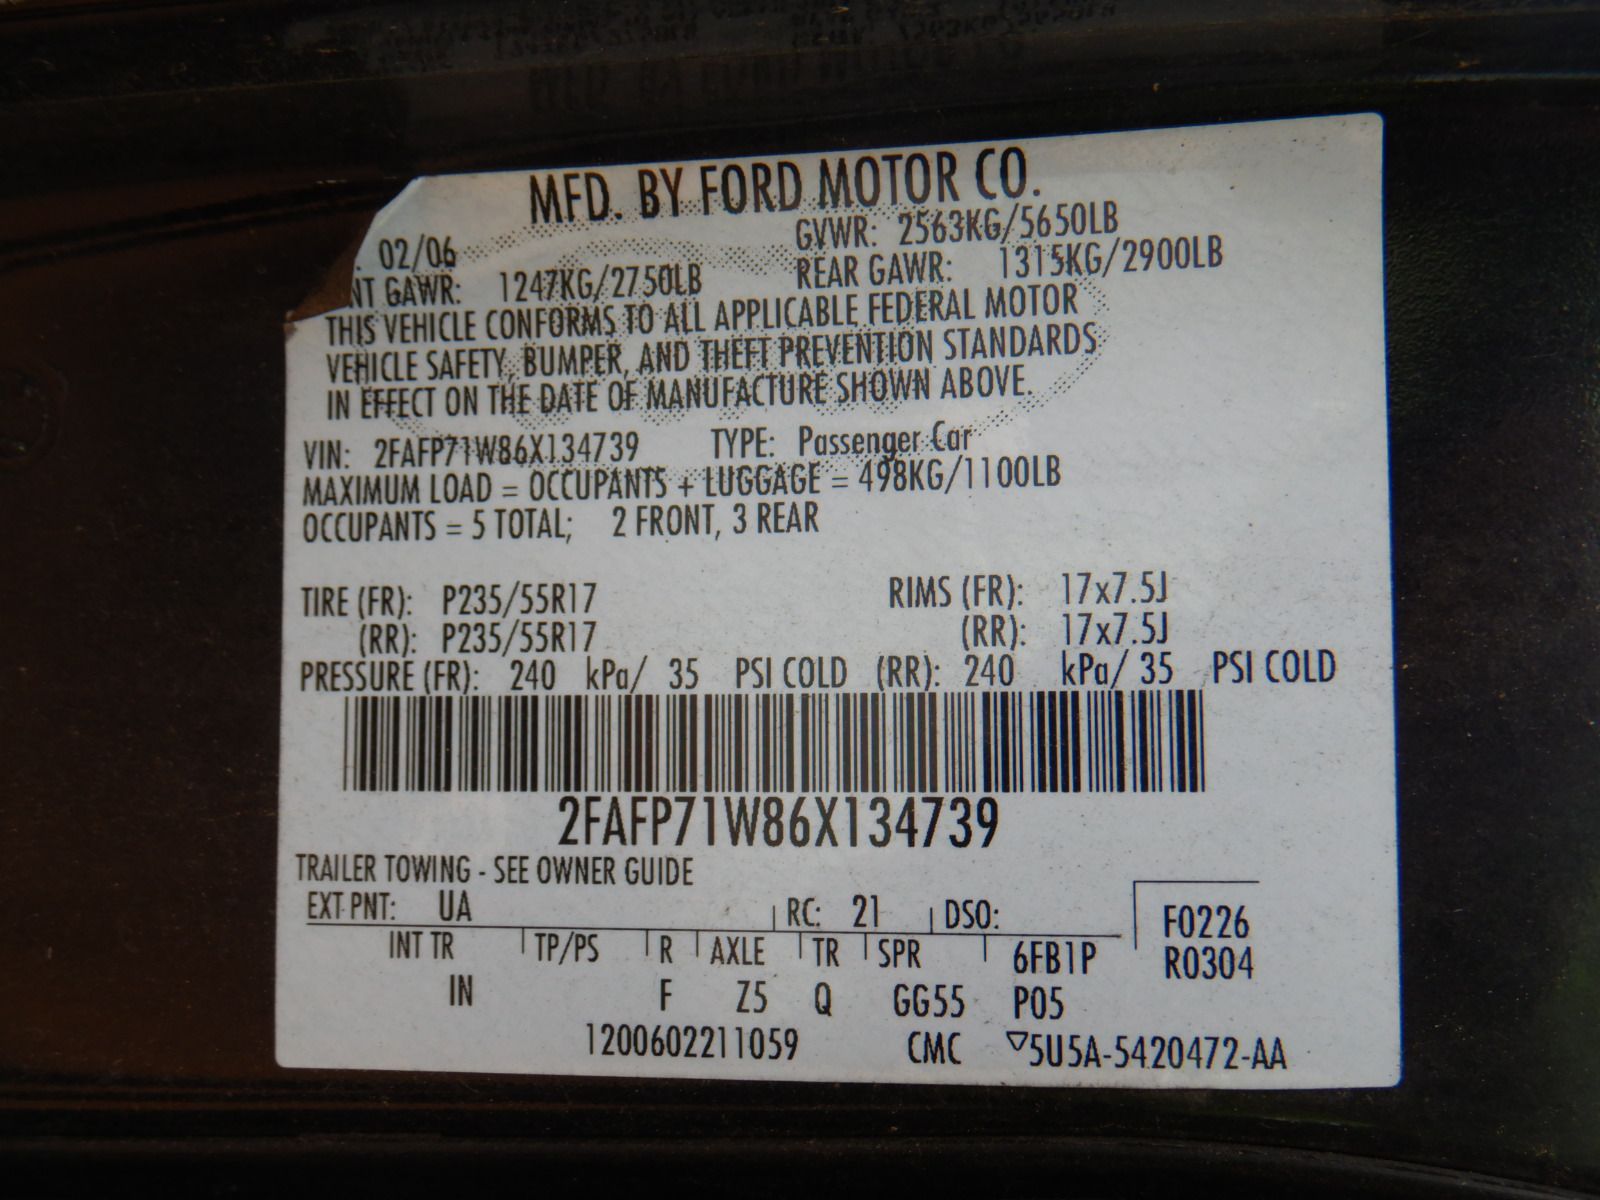 MFD. BY FORD MOTOR CO.
02/06 GVWR: 2563KG/5650LB
NT GAWR: 1247KG/2750LB REAR GAWR: 1315KG/2900LB
THIS VEHICLE CONFORMS TO ALL APPLICABLE FEDERAL MOTOR
VEHICLE SAFETY, BUMPER, AND THEFT PREVENTION STANDARDS
IN EFFECT ON THE DATE OF MANUFACTURE SHOWN ABOVE.
VIN: 2FAFP71W86X134739 TYPE: Passenger Car
MAXIMUM LOAD = OCCUPANTS + LUGGAGE = 498KG/1100LB
OCCUPANTS = 5 TOTAL; 2 FRONT, 3 REAR
TIRE (FR): P235/55R17 RIMS (FR): 17x7.5J
(RR): P235/55R17 (RR): 17x7.5J
PRESSURE (FR): 240 kPa/ 35 PSI COLD (RR): 240 kPa/ 35 PSI COLD
2FAFP71W86X134739
TRAILER TOWING - SEE OWNER GUIDE
EXT PNT: UA RC: 21 DSO: F0226
INT TR TP/PS R AXLE TR SPR 6FB1P R0304
IN F Z5 Q GG55 P05
1200602211059 CMC ▽5U5A-5420472-AA